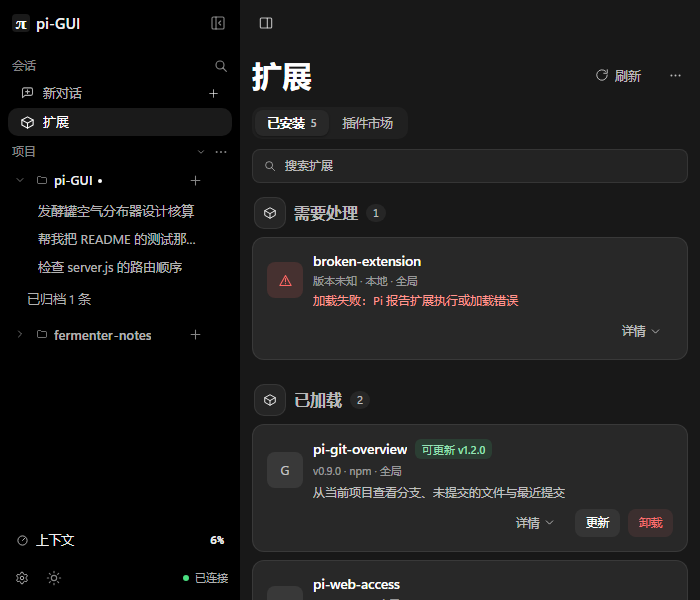 π pi-GUI
会话
新对话
扩展
项目
pi-GUI
发酵罐空气分布器设计核算
帮我把 README 的测试那...
检查 server.js 的路由顺序
已归档 1 条
fermenter-notes
上下文 6%
已连接
扩展
刷新
已安装 5 插件市场
搜索扩展
需要处理 1
broken-extension
版本未知 · 本地 · 全局
加载失败：Pi 报告扩展执行或加载错误
详情
已加载 2
G
pi-git-overview 可更新 v1.2.0
v0.9.0 · npm · 全局
从当前项目查看分支、未提交的文件与最近提交
详情 更新 卸载
pi-web-access